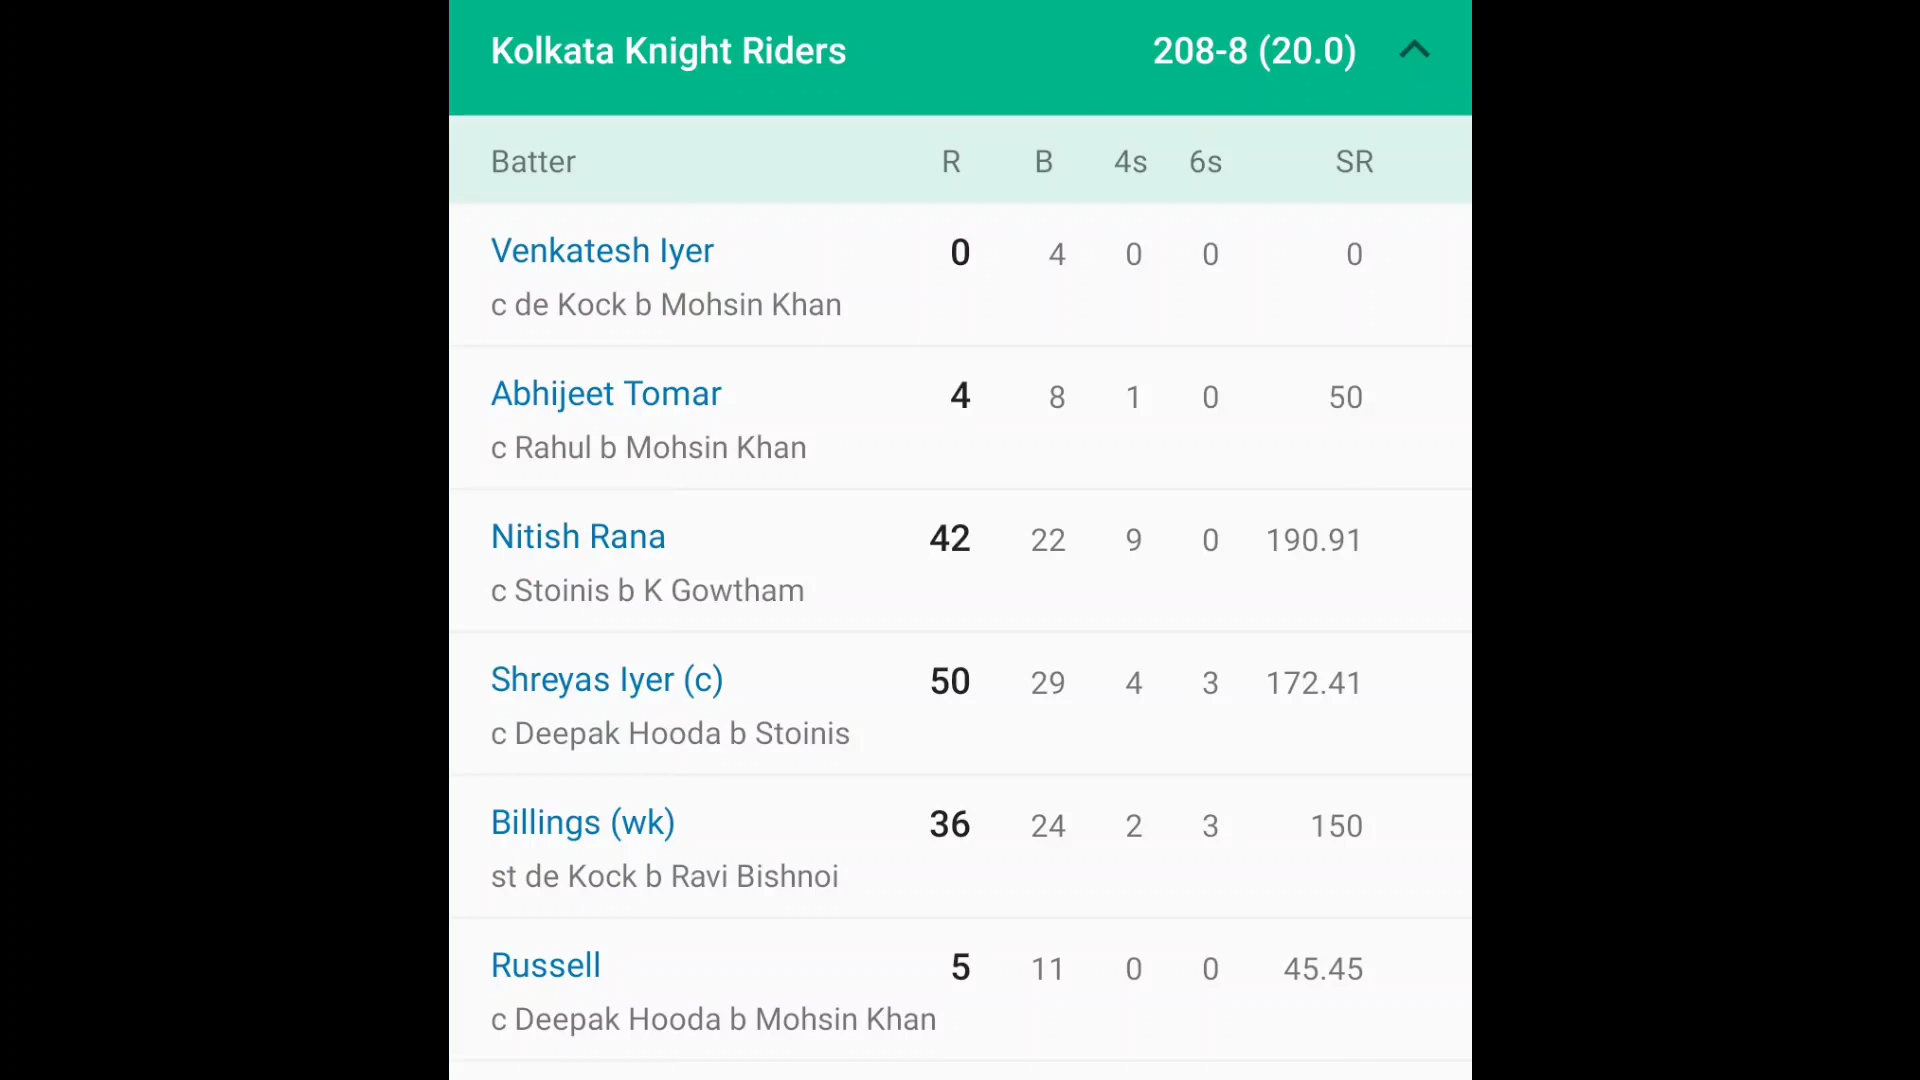 Kolkata Knight Riders 208-8 (20.0)
Batter R B 4s 6s SR
Venkatesh Iyer 0 4 0 0 0
c de Kock b Mohsin Khan
Abhijeet Tomar 4 8 1 0 50
c Rahul b Mohsin Khan
Nitish Rana 42 22 9 0 190.91
c Stoinis b K Gowtham
Shreyas Iyer (c) 50 29 4 3 172.41
c Deepak Hooda b Stoinis
Billings (wk) 36 24 2 3 150
st de Kock b Ravi Bishnoi
Russell 5 11 0 0 45.45
c Deepak Hooda b Mohsin Khan